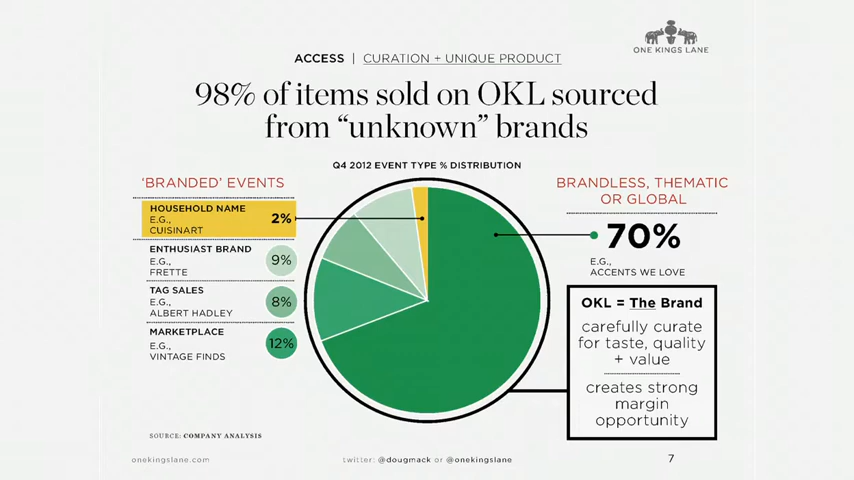 ONE KINGS LANE
ACCESS | CURATION + UNIQUE PRODUCT
98% of items sold on OKL sourced
from “unknown” brands
Q4 2012 EVENT TYPE % DISTRIBUTION
‘BRANDED’ EVENTS
HOUSEHOLD NAME
E.G.,
CUISINART
2%
ENTHUSIAST BRAND
E.G.,
FRETTE
9%
TAG SALES
E.G.,
ALBERT HADLEY
8%
MARKETPLACE
E.G.,
VINTAGE FINDS
12%
BRANDLESS, THEMATIC
OR GLOBAL
70%
E.G.,
ACCENTS WE LOVE
OKL = The Brand
carefully curate
for taste, quality
+ value
creates strong
margin
opportunity
SOURCE: COMPANY ANALYSIS
onekingslane.com
twitter: @dougmack or @onekingslane
7